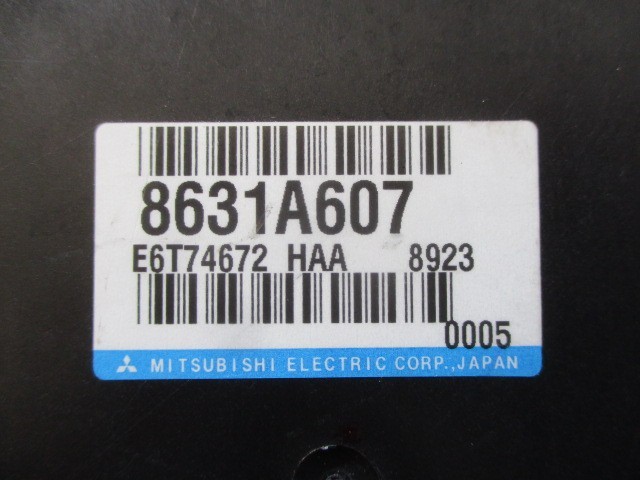 8631A607
E6T74672 HAA 8923
0005
MITSUBISHI ELECTRIC CORP.,JAPAN